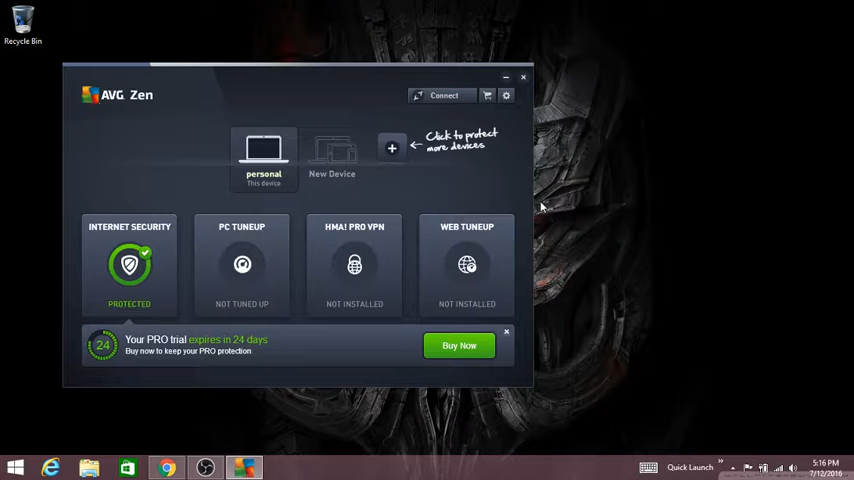 Recycle Bin
AVG Zen
Connect
Click to protect
more devices
personal
This device
New Device
INTERNET SECURITY
PROTECTED
PC TUNEUP
NOT TUNED UP
HMA! PRO VPN
NOT INSTALLED
WEB TUNEUP
NOT INSTALLED
24
Your PRO trial expires in 24 days
Buy now to keep your PRO protection
Buy Now
Quick Launch
5:16 PM
7/12/2016